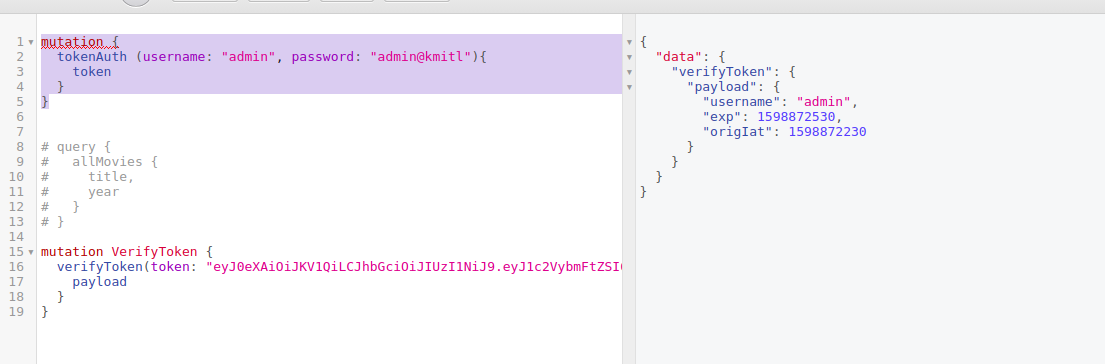 1 mutation {
2 tokenAuth (username: "admin", password: "admin@kmitl"){
3 token
4 }
5 }
6
7
8 # query {
9 # allMovies {
10 # title,
11 # year
12 # }
13 # }
14
15 mutation VerifyToken {
16 verifyToken(token: "eyJ0eXAiOiJKV1QiLCJhbGciOiJIUzI1NiJ9.eyJ1c2VybmFtZSI
17 payload
18 }
19 }
{
"data": {
"verifyToken": {
"payload": {
"username": "admin",
"exp": 1598872530,
"origIat": 1598872230
}
}
}
}